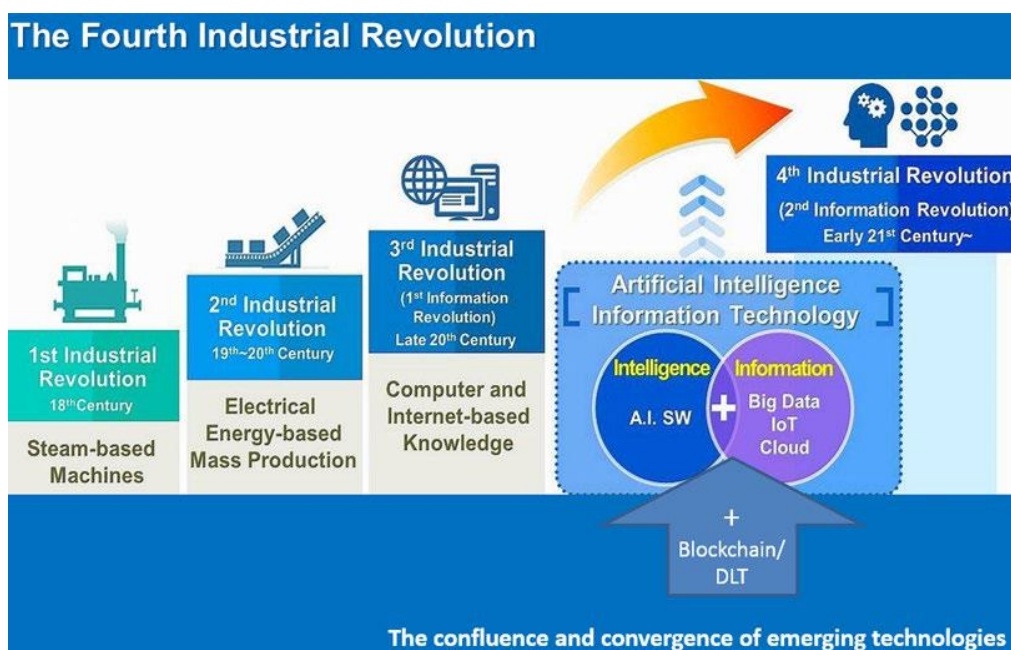 The Fourth Industrial Revolution
1st Industrial
Revolution
18thCentury
Steam-based
Machines
2nd Industrial
Revolution
19th~20th Century
Electrical
Energy-based
Mass Production
3rd Industrial
Revolution
(1st Information
Revolution)
Late 20th Century
Computer and
Internet-based
Knowledge
Artificial Intelligence
Information Technology
Intelligence
A.I. SW
+
Information
Big Data
IoT
Cloud
+
Blockchain/
DLT
4th Industrial Revolution
(2nd Information Revolution)
Early 21st Century~
The confluence and convergence of emerging technologies